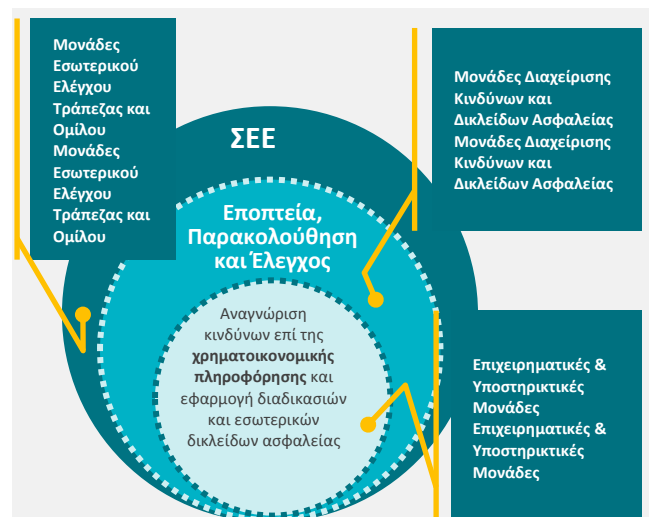 Μονάδες
Εσωτερικού
Ελέγχου
Τράπεζας και
Ομίλου
Μονάδες
Εσωτερικού
Ελέγχου
Τράπεζας και
Ομίλου
ΣΕΕ
Μονάδες Διαχείρισης
Κινδύνων και
Δικλείδων Ασφαλείας
Μονάδες Διαχείρισης
Κινδύνων και
Δικλείδων Ασφαλείας
Εποπτεία,
Παρακολούθηση
και Έλεγχος
Αναγνώριση
κινδύνων επί της
χρηματοικονομικής
πληροφόρησης και
εφαρμογή διαδικασιών
και εσωτερικών
δικλείδων ασφαλείας
Επιχειρηματικές &
Υποστηρικτικές
Μονάδες
Επιχειρηματικές &
Υποστηρικτικές
Μονάδες